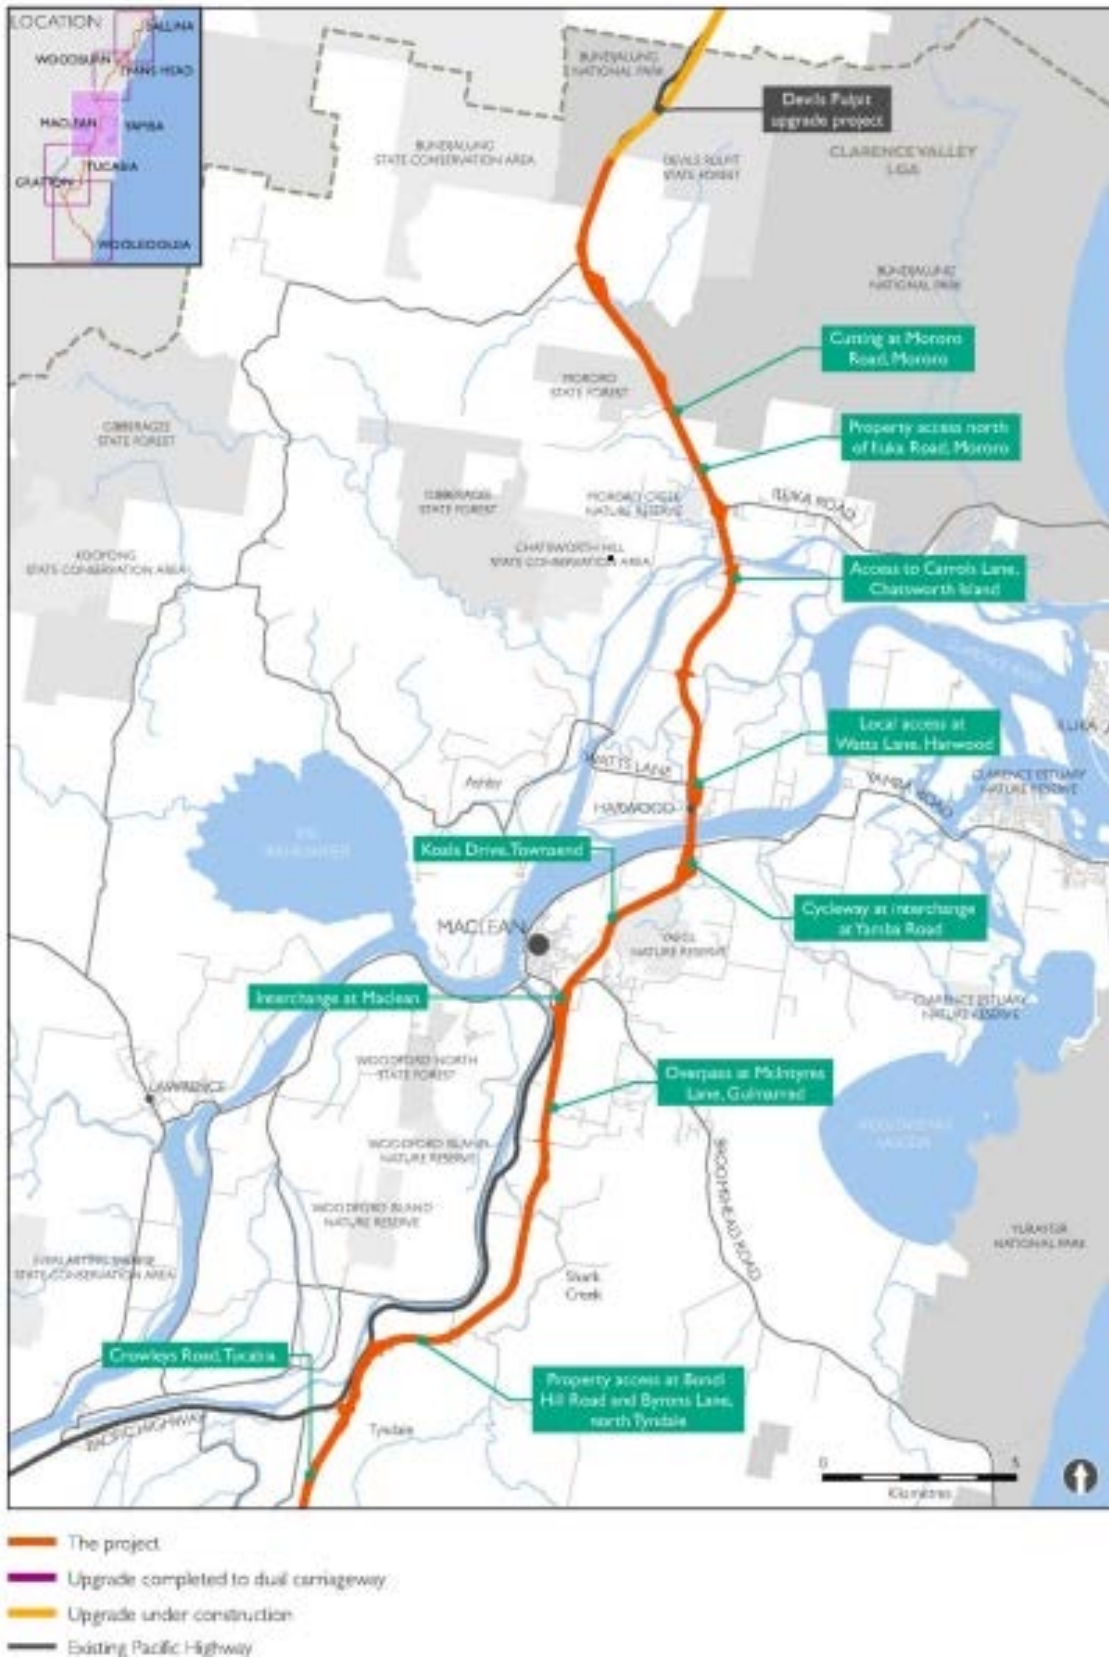 LOCATION
BALLINA
WOODBURN
EVANS HEAD
MACLEAN
YAMBA
TUCABIA
GRAFTON
WOOLGOOLGA
BUNDJALUNG
NATIONAL PARK
Devils Pulpit
upgrade project
BUNDJALUNG
STATE CONSERVATION AREA
DEVILS PULPIT
STATE FOREST
CLARENCE VALLEY
LGA
BUNDJALUNG
NATIONAL PARK
Cutting at Mororo
Road, Mororo
MORORO
STATE FOREST
GIBBERAGEE
STATE FOREST
Property access north
of Iluka Road, Mororo
GIBBERAGEE
STATE FOREST
MORORO CREEK
NATURE RESERVE
ILUKA ROAD
CHATSWORTH HILL
STATE CONSERVATION AREA
STATE CONSERVATION AREA
Access to Carrols Lane,
Chatsworth Island
CLARENCE RIVER
ILUKA
Local access at
Watts Lane, Harwood
WATTS LANE
Ashby
CLARENCE ESTUARY
NATURE RESERVE
YAMBA ROAD
HARWOOD
Koala Drive, Townsend
Cycleway at interchange
at Yamba Road
MACLEAN
YAEGL
NATURE RESERVE
Interchange at Maclean
CLARENCE ESTUARY
NATURE RESERVE
WOODFORD NORTH
STATE FOREST
LAWRENCE
Overpass at McIntyres
Lane, Gulmarrad
WOODFORD ISLAND
NATURE RESERVE
BROOMSHEAD ROAD
WOODFORD ISLAND
NATURE RESERVE
YURAYGIR
NATIONAL PARK
STATE CONSERVATION AREA
Shark
Creek
Crowleys Road, Tucabia
Property access at Bondi
Hill Road and Byrons Lane,
north Tyndale
PACIFIC HIGHWAY
Tyndale
0 5
Kilometres
The project
Upgrade completed to dual carriageway
Upgrade under construction
Existing Pacific Highway